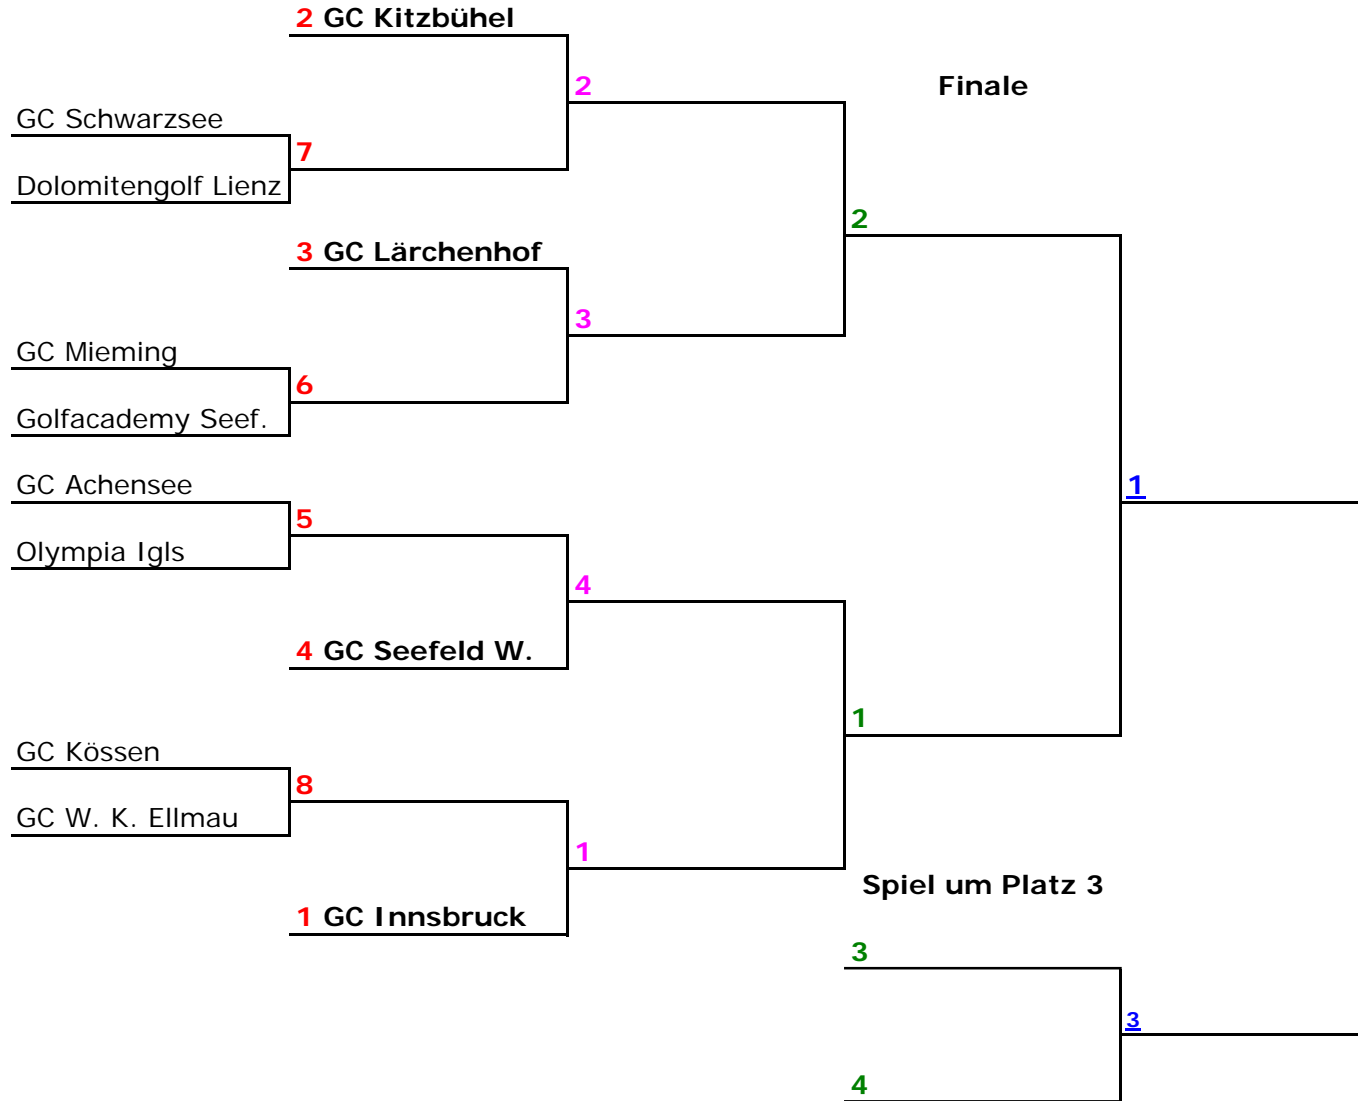 2 GC Kitzbühel
2
Finale
GC Schwarzsee
7
Dolomitengolf Lienz
2
3 GC Lärchenhof
3
GC Mieming
6
Golfacademy Seef.
GC Achensee
1
5
Olympia Igls
4
4 GC Seefeld W.
1
GC Kössen
8
GC W. K. Ellmau
1
Spiel um Platz 3
1 GC Innsbruck
3
3
4